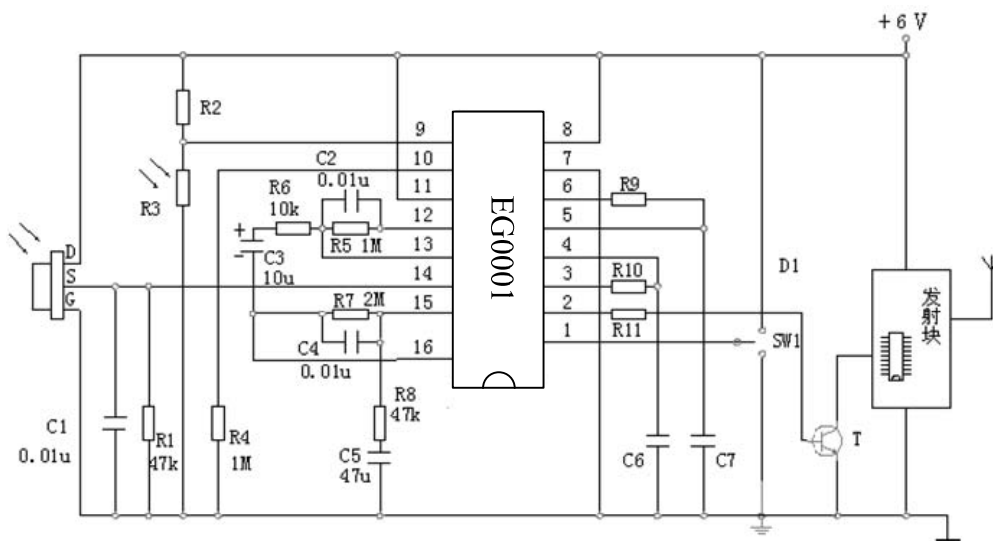 +6 V
R2
9
8
10
7
C2
0.01u
R6
10k
11
6
R9
R3
EG0001
12
5
R5 1M
+
-
C3
10u
13
4
D1
D
S
G
14
3
R10
发射块
R7 2M
15
2
R11
SW1
C4
0.01u
16
1
R8
47k
C1
0.01u
R1
47k
R4
1M
C5
47u
C6
C7
T